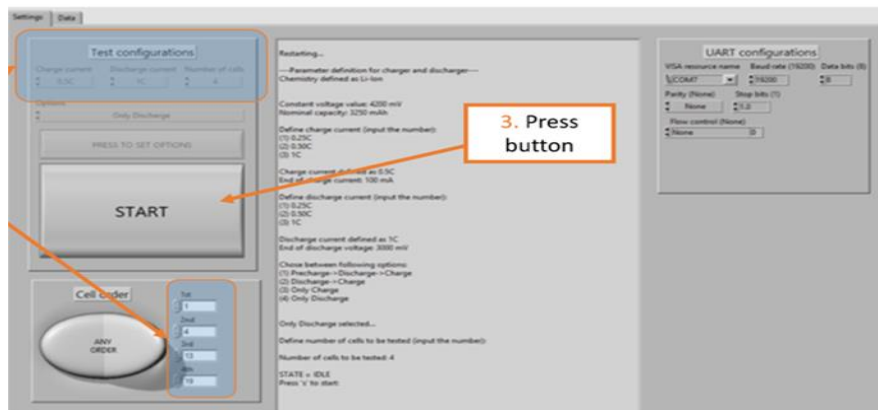 Settings
Data
Test configurations
Charge current
Discharge current
Number of cells
0.5C
1C
4
Options
Only Discharge
PRESS TO SET OPTIONS
START
Cell order
ANY
ORDER
1st
1
2nd
4
3rd
13
4th
19
Restarting...
----Parameter definition for charger and discharger----
Chemistry defined as Li-Ion
Constant voltage value: 4200 mV
Nominal capacity: 3250 mAh
Define charge current (input the number):
(1) 0.25C
(2) 0.50C
(3) 1C
Charge current defined as 0.5C
End of charge current: 100 mA
Define discharge current (input the number):
(1) 0.25C
(2) 0.50C
(3) 1C
Discharge current defined as 1C
End of discharge voltage: 3000 mV
Chose between following options:
(1) Precharge->Discharge->Charge
(2) Discharge->Charge
(3) Only Charge
(4) Only Discharge
Only Discharge selected...
Define number of cells to be tested (input the number):
Number of cells to be tested: 4
STATE = IDLE
Press 's' to start:
3. Press
button
UART configurations
VISA resource name
Baud rate (19200)
Data bits (8)
COM7
19200
8
Parity (None)
Stop bits (1)
None
1.0
Flow control (None)
None
0